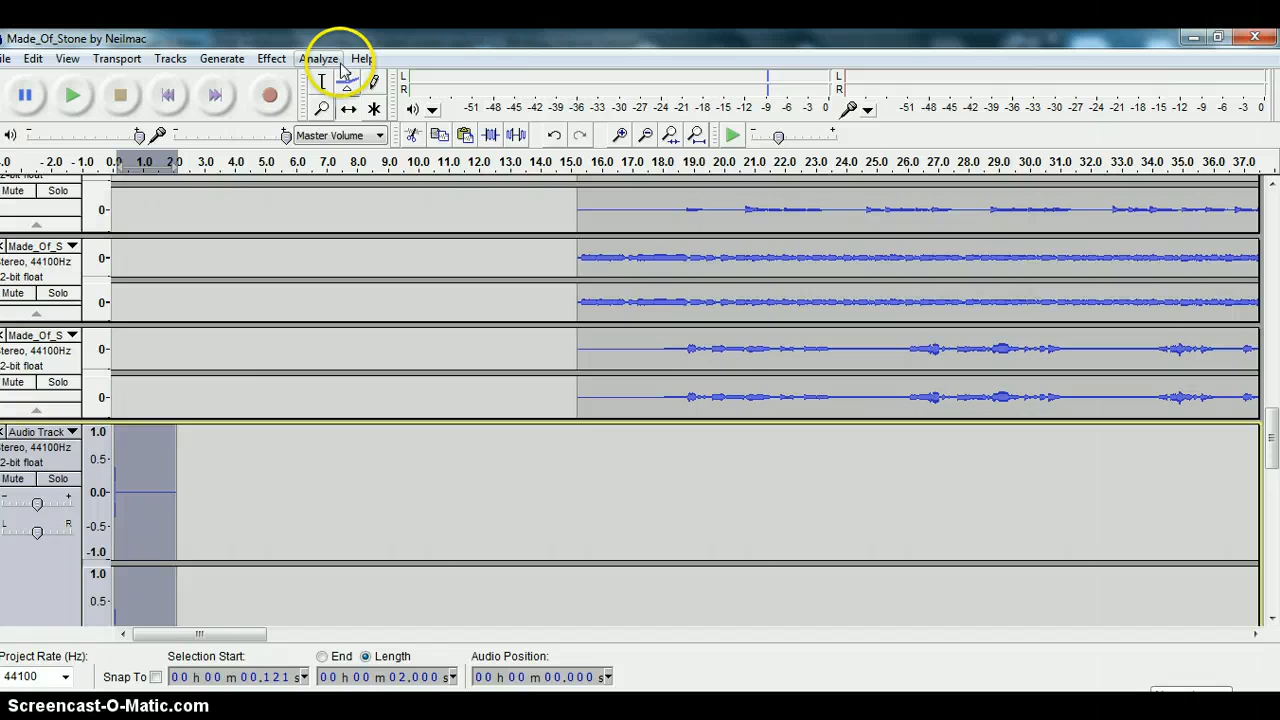 Made_Of_Stone by Neilmac
ile Edit View Transport Tracks Generate Effect Analyze Help
L
R
-51 -48 -45 -42 -39 -36 -33 -30 -27 -24 -21 -18 -15 -12 -9 -6 -3 0
L
R
-51 -48 -45 -42 -39 -36 -33 -30 -27 -24 -21 -18 -15 -12 -9 -6 -3 0
Master Volume
-2.0 -1.0 0.0 1.0 2.0 3.0 4.0 5.0 6.0 7.0 8.0 9.0 10.0 11.0 12.0 13.0 14.0 15.0 16.0 17.0 18.0 19.0 20.0 21.0 22.0 23.0 24.0 25.0 26.0 27.0 28.0 29.0 30.0 31.0 32.0 33.0 34.0 35.0 36.0 37.0
2-bit float
Mute Solo
0-
Made_Of_S
tereo, 44100Hz
2-bit float
Mute Solo
0-
0-
Made_Of_S
tereo, 44100Hz
2-bit float
Mute Solo
0-
0-
Audio Track
tereo, 44100Hz
2-bit float
Mute Solo
- +
L R
1.0
0.5-
0.0-
-0.5-
-1.0
1.0
0.5-
Project Rate (Hz):
44100
Snap To
Selection Start:
00 h 00 m 00.121 s
End Length
00 h 00 m 02.000 s
Audio Position:
00 h 00 m 00.000 s
Screencast-O-Matic.com